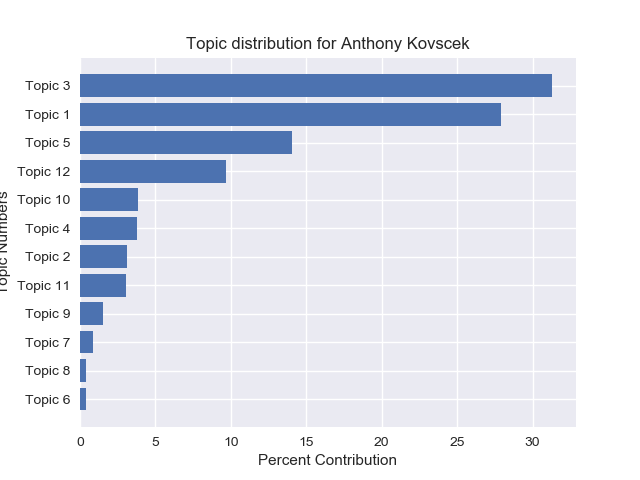 Topic distribution for Anthony Kovscek
Topic 3
Topic 1
Topic 5
Topic 12
Topic 10
Topic 4
Topic 2
Topic 11
Topic 9
Topic 7
Topic 8
Topic 6
Topic Numbers
0 5 10 15 20 25 30
Percent Contribution